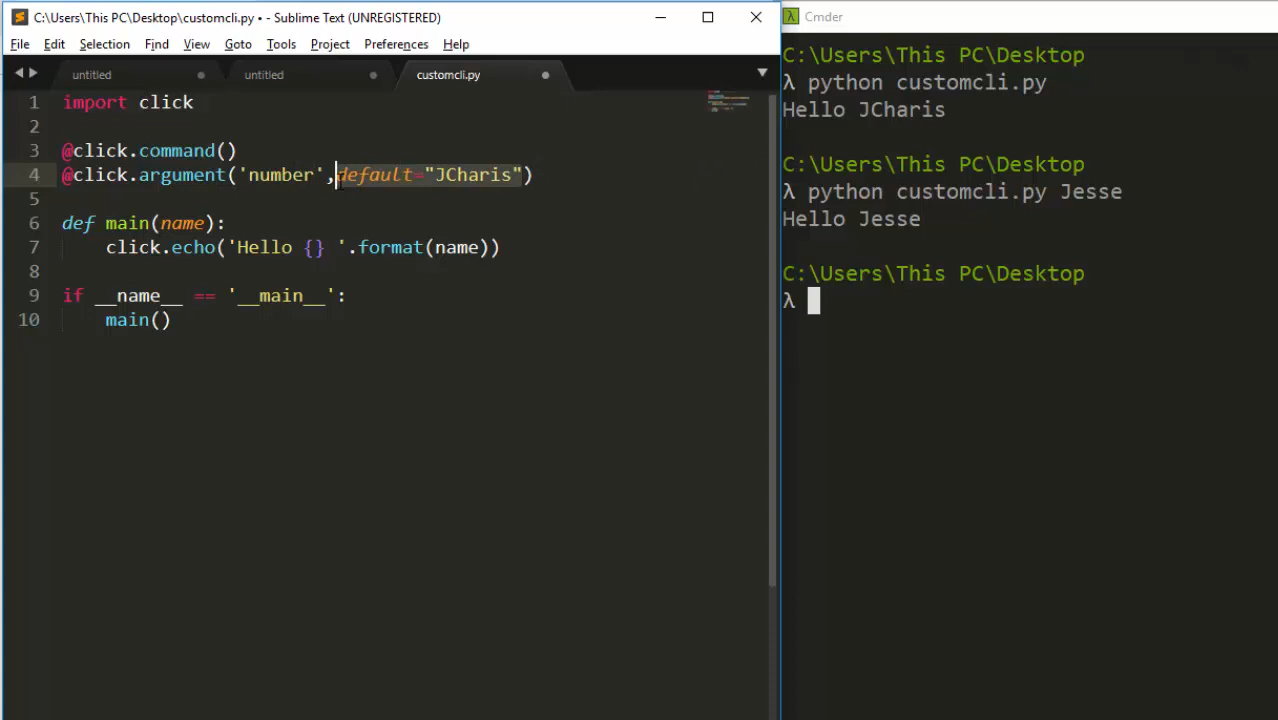 C:\Users\This PC\Desktop\customcli.py • - Sublime Text (UNREGISTERED)
File Edit Selection Find View Goto Tools Project Preferences Help
untitled untitled customcli.py
1 import click
2
3 @click.command()
4 @click.argument('number',default="JCharis")
5
6 def main(name):
7 click.echo('Hello {} '.format(name))
8
9 if __name__ == '__main__':
10 main()
λ Cmder
C:\Users\This PC\Desktop
λ python customcli.py
Hello JCharis
C:\Users\This PC\Desktop
λ python customcli.py Jesse
Hello Jesse
C:\Users\This PC\Desktop
λ